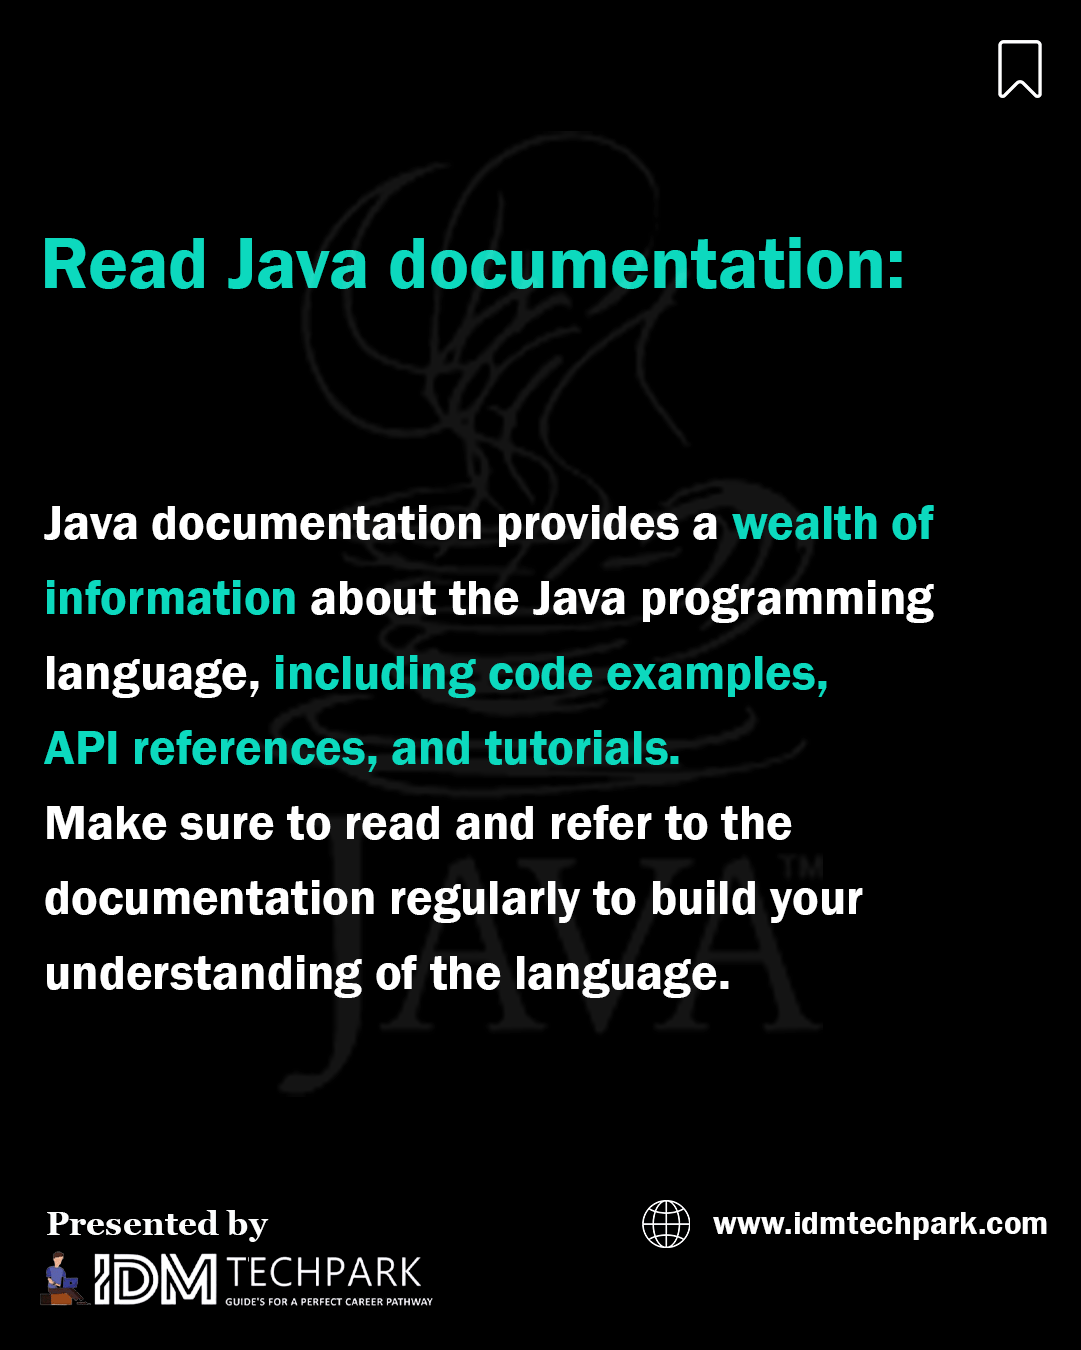 Read Java documentation:
Java documentation provides a wealth of
information about the Java programming
language, including code examples,
API references, and tutorials.
Make sure to read and refer to the
documentation regularly to build your
understanding of the language.
JAVA™
Presented by
IDM TECHPARK
GUIDE'S FOR A PERFECT CAREER PATHWAY
www.idmtechpark.com